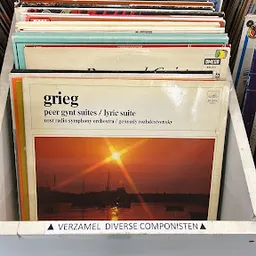 grieg
peer gynt suites / lyric suite
ussr radio symphony orchestra / gennady rozhdestvensky
▲ VERZAMEL DIVERSE COMPONISTEN ▲